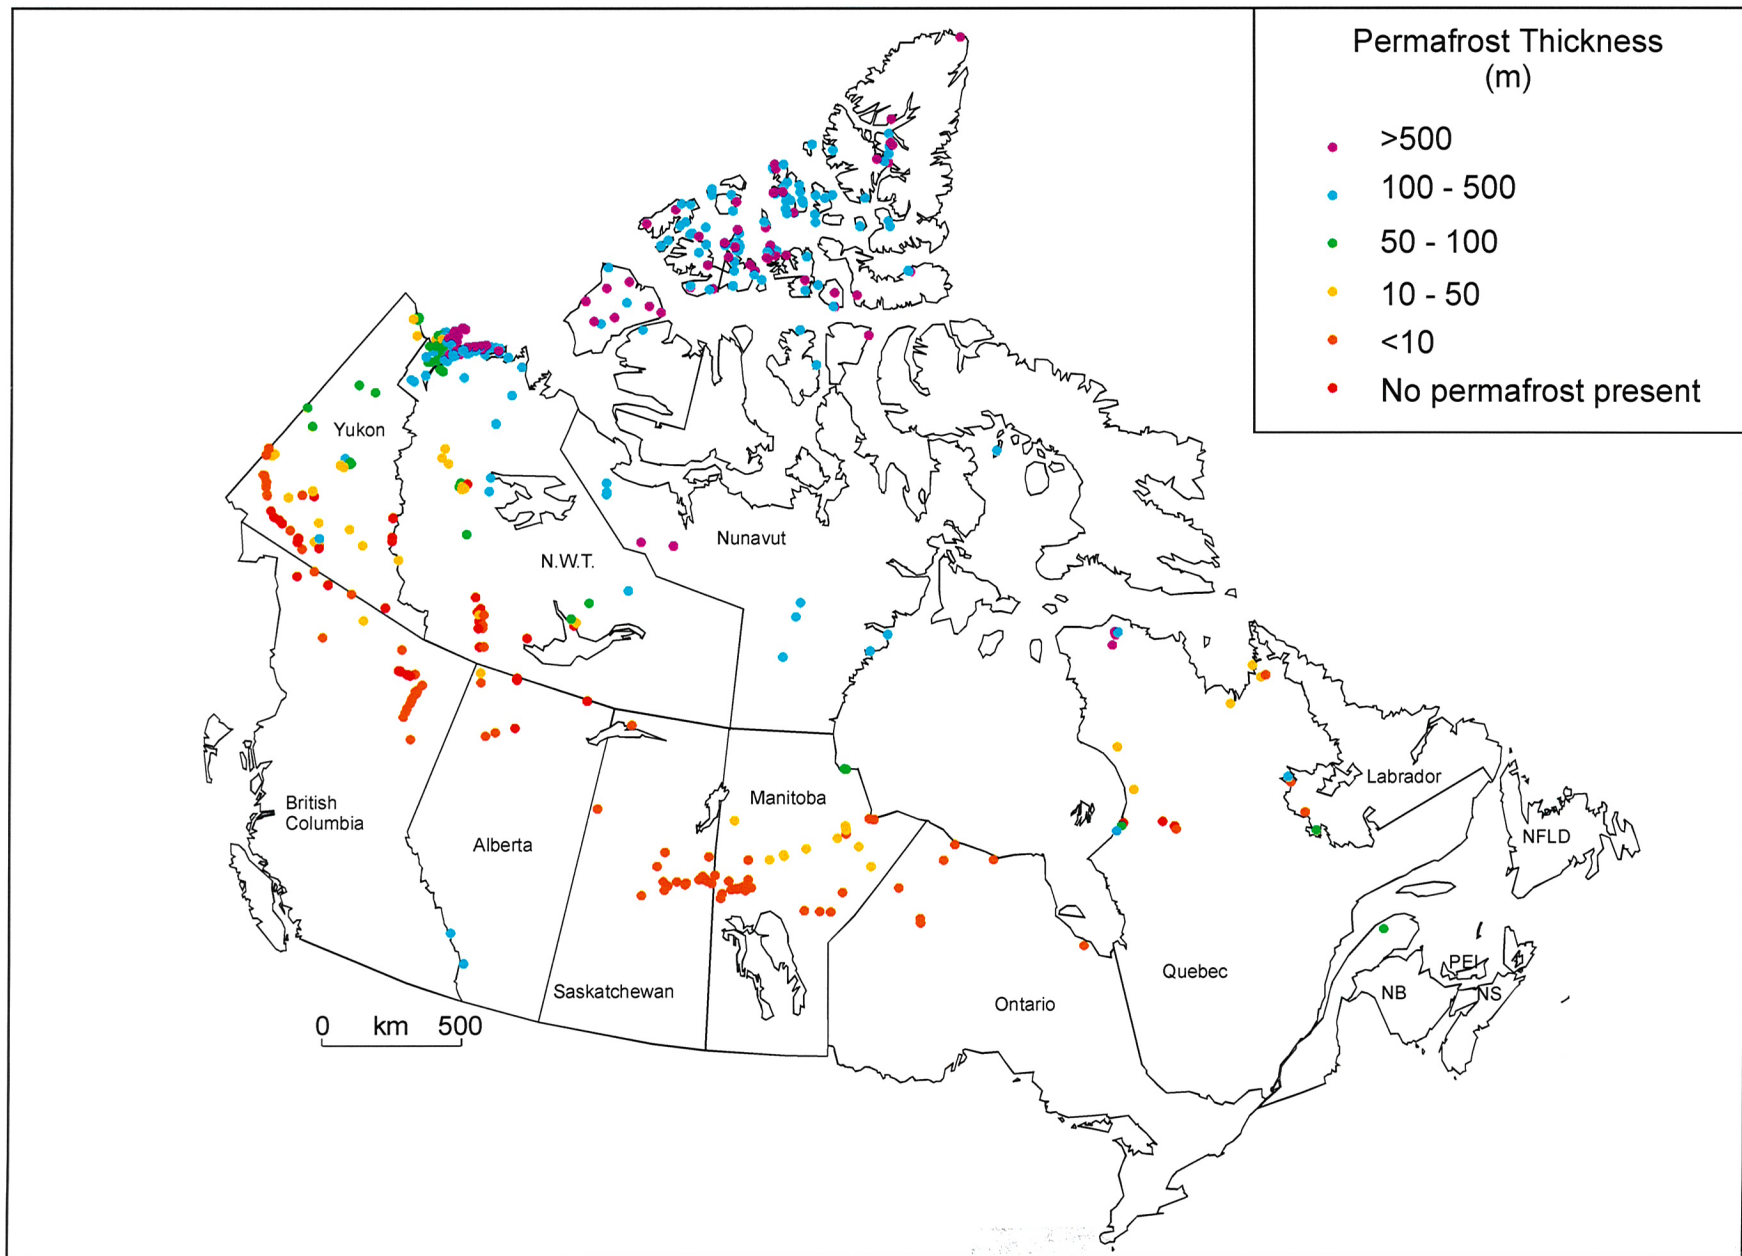 Permafrost Thickness
(m)
>500
100 - 500
50 - 100
10 - 50
<10
No permafrost present
Yukon
N.W.T.
Nunavut
British
Columbia
Alberta
Saskatchewan
Manitoba
Ontario
Quebec
Labrador
NFLD
PEI
NB
NS
0 km 500